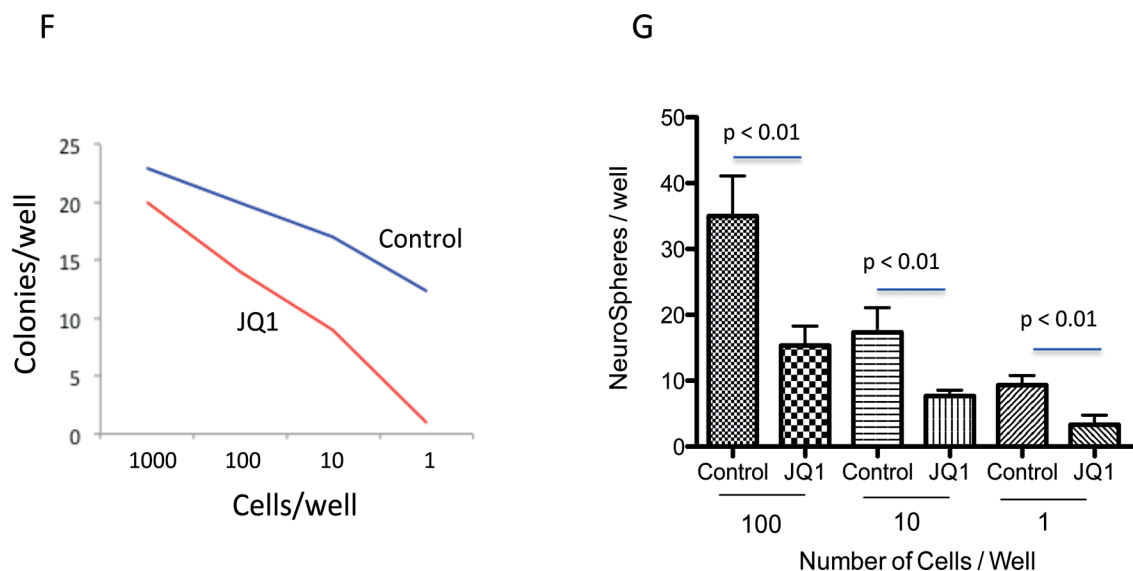 F
G
25
20
15
10
5
0
Colonies/well
Control
JQ1
1000 100 10 1
Cells/well
50
40
30
20
10
0
NeuroSpheres / well
p < 0.01
p < 0.01
p < 0.01
Control JQ1 Control JQ1 Control JQ1
100 10 1
Number of Cells / Well